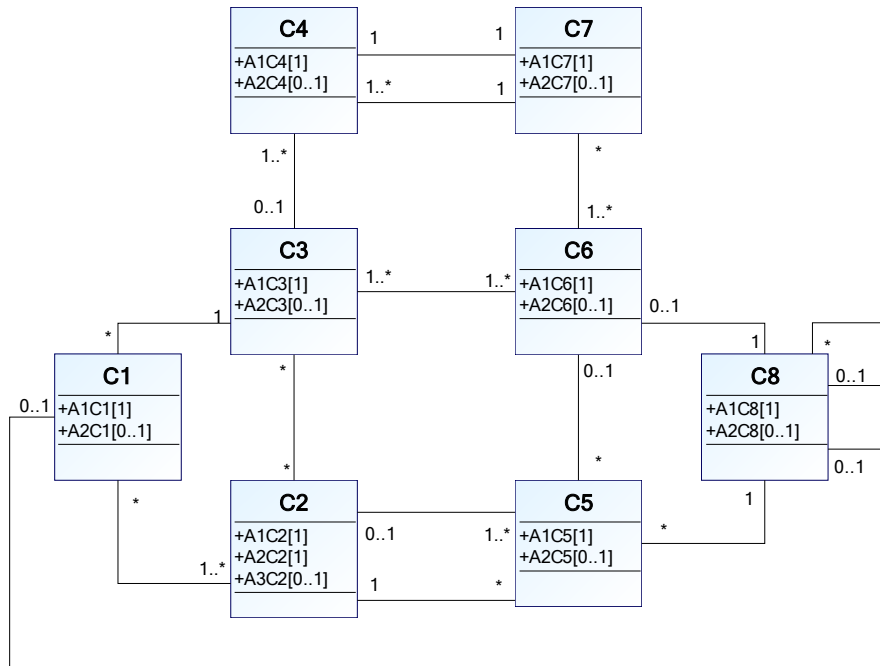 C4
+A1C4[1]
+A2C4[0..1]
1
1
C7
+A1C7[1]
+A2C7[0..1]
1..*
1
1..*
0..1
*
1..*
C3
+A1C3[1]
+A2C3[0..1]
1..*
1..*
C6
+A1C6[1]
+A2C6[0..1]
0..1
1
1
*
*
0..1
*
C1
+A1C1[1]
+A2C1[0..1]
0..1
*
1..*
*
*
C8
+A1C8[1]
+A2C8[0..1]
*
0..1
0..1
1
C2
+A1C2[1]
+A2C2[1]
+A3C2[0..1]
0..1
1..*
1
*
C5
+A1C5[1]
+A2C5[0..1]
*